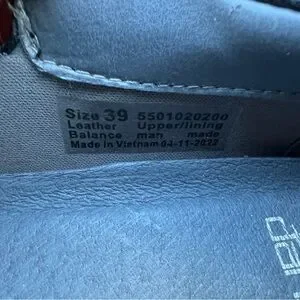 Size 39 5501020200
Leather Upper/lining
Balance man made
Made in Vietnam 04-11-2022